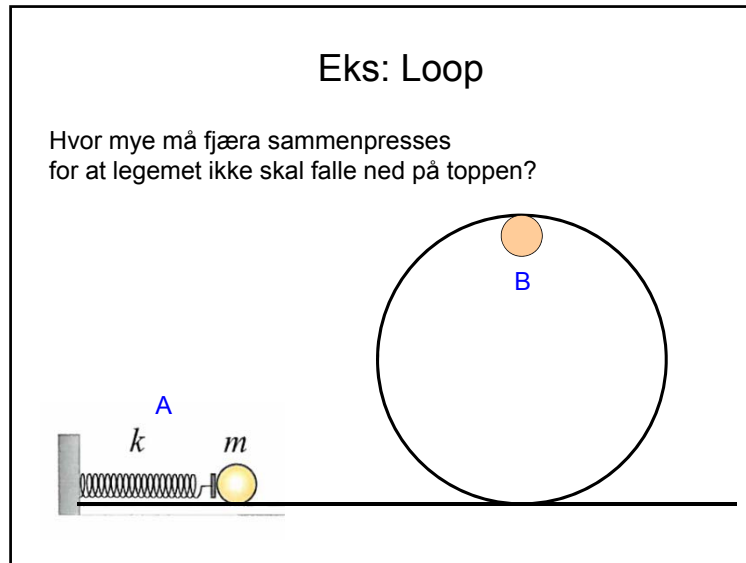 Eks: Loop
Hvor mye må fjæra sammenpresses
for at legemet ikke skal falle ned på toppen?
B
A
k m